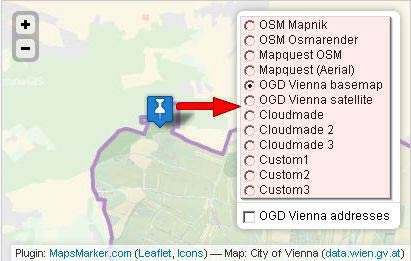 +
-
OSM Mapnik
OSM Osmarender
Mapquest OSM
Mapquest (Aerial)
OGD Vienna basemap
OGD Vienna satellite
Cloudmade
Cloudmade 2
Cloudmade 3
Custom1
Custom2
Custom3
OGD Vienna addresses
Plugin: MapsMarker.com (Leaflet, Icons) — Map: City of Vienna (data.wien.gv.at)